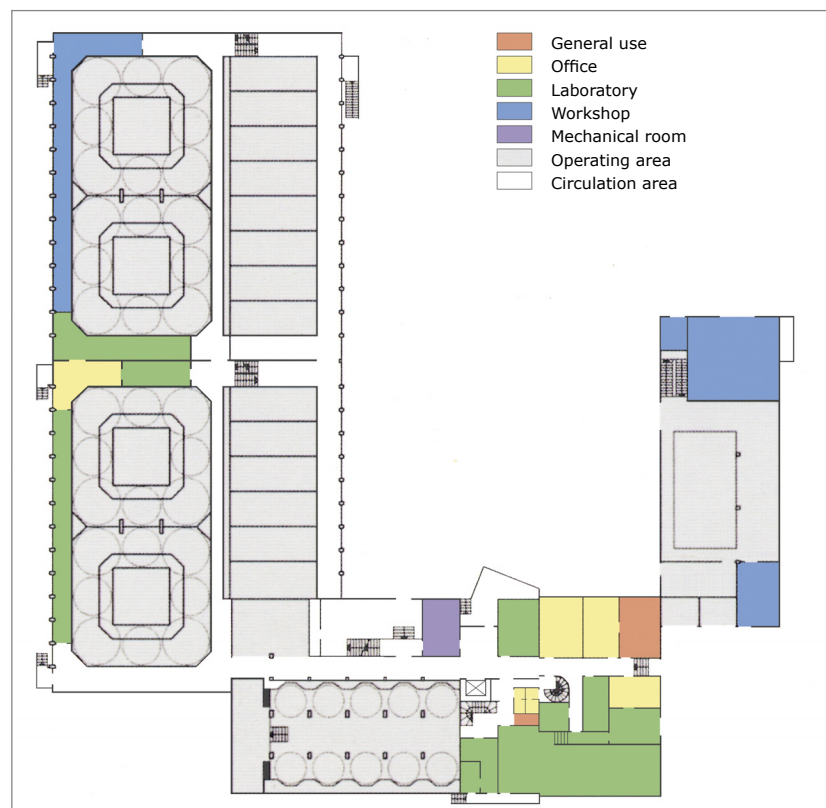 General use
Office
Laboratory
Workshop
Mechanical room
Operating area
Circulation area